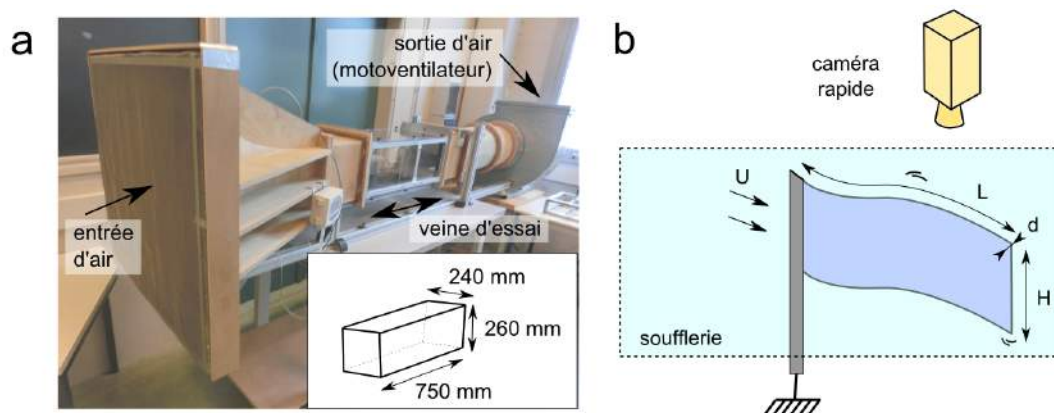 a
sortie d'air
(motoventilateur)
entrée
d'air
veine d'essai
240 mm
260 mm
750 mm
b
caméra
rapide
U
L
d
H
soufflerie